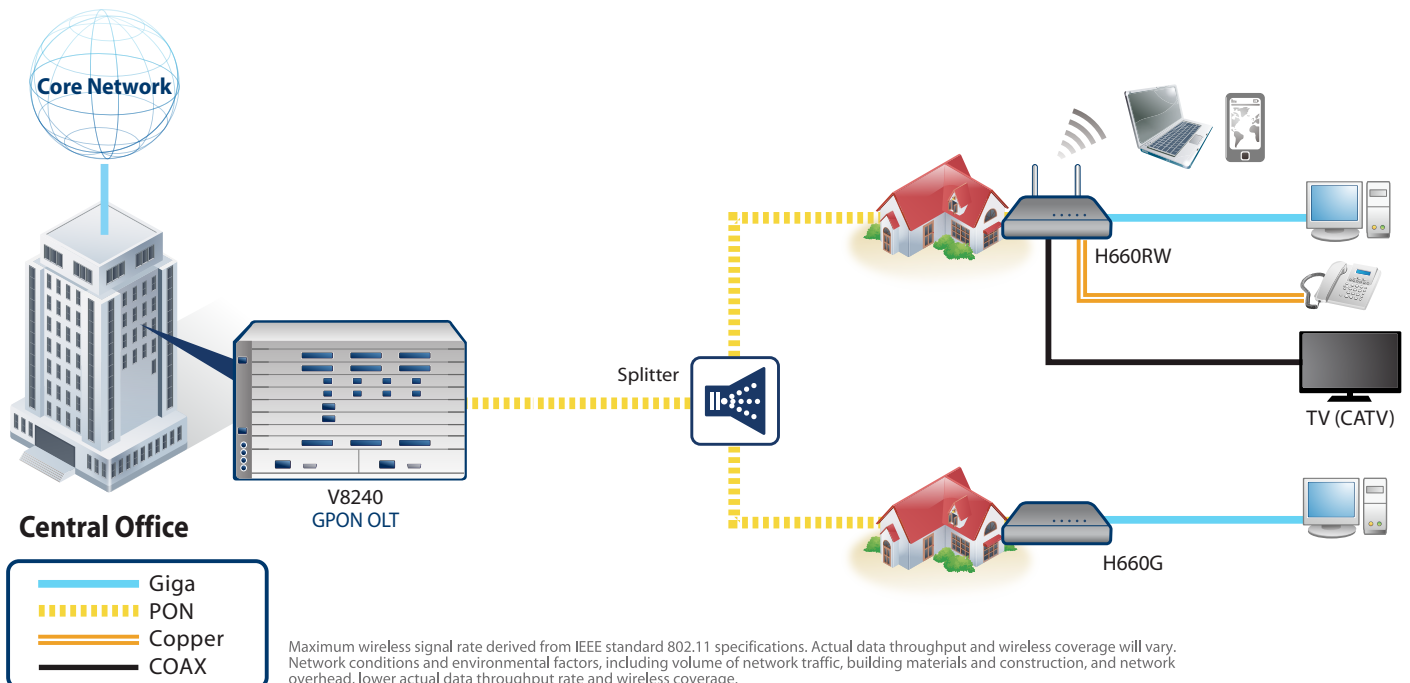 Core Network
H660RW
Splitter
TV (CATV)
V8240
GPON OLT
Central Office
H660G
Giga
PON
Copper
COAX
Maximum wireless signal rate derived from IEEE standard 802.11 specifications. Actual data throughput and wireless coverage will vary.
Network conditions and environmental factors, including volume of network traffic, building materials and construction, and network
overhead, lower actual data throughput rate and wireless coverage.